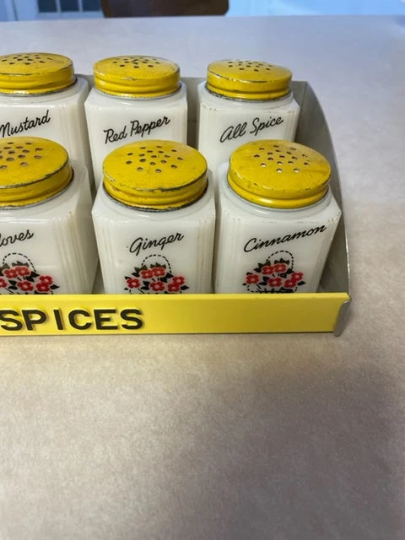 Mustard
Red Pepper
All Spice
loves
Ginger
Cinnamon
SPICES